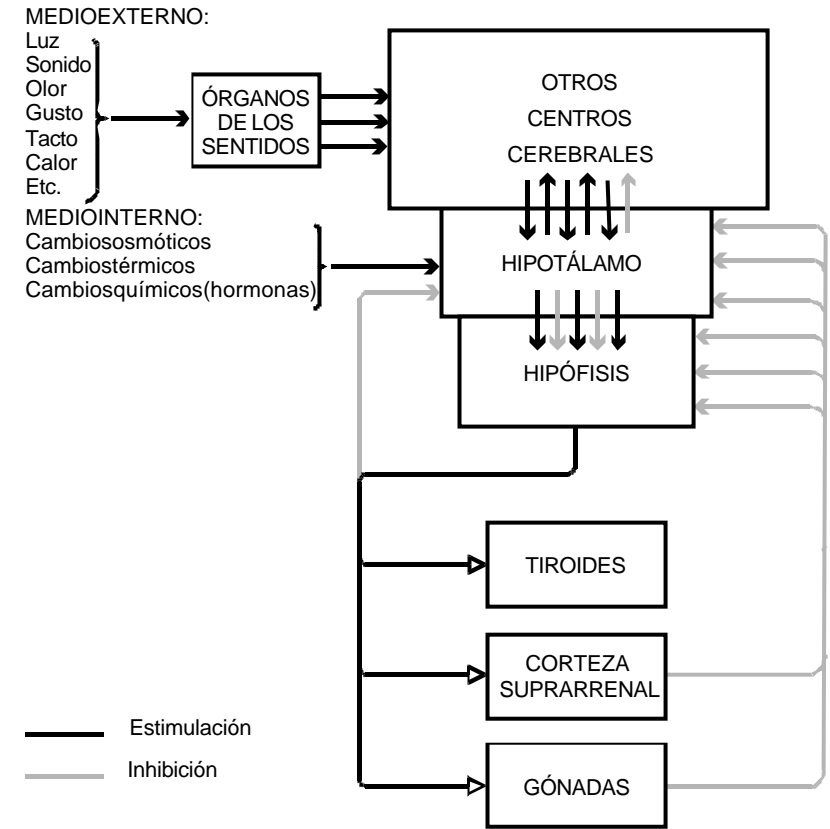 MEDIOEXTERNO:
Luz
Sonido
Olor
Gusto
Tacto
Calor
Etc.
ÓRGANOS
DE LOS
SENTIDOS
OTROS
CENTROS
CEREBRALES
MEDIOINTERNO:
Cambiososmóticos
Cambiostérmicos
Cambiosquímicos(hormonas)
HIPOTÁLAMO
HIPÓFISIS
TIROIDES
CORTEZA
SUPRARRENAL
GÓNADAS
Estimulación
Inhibición